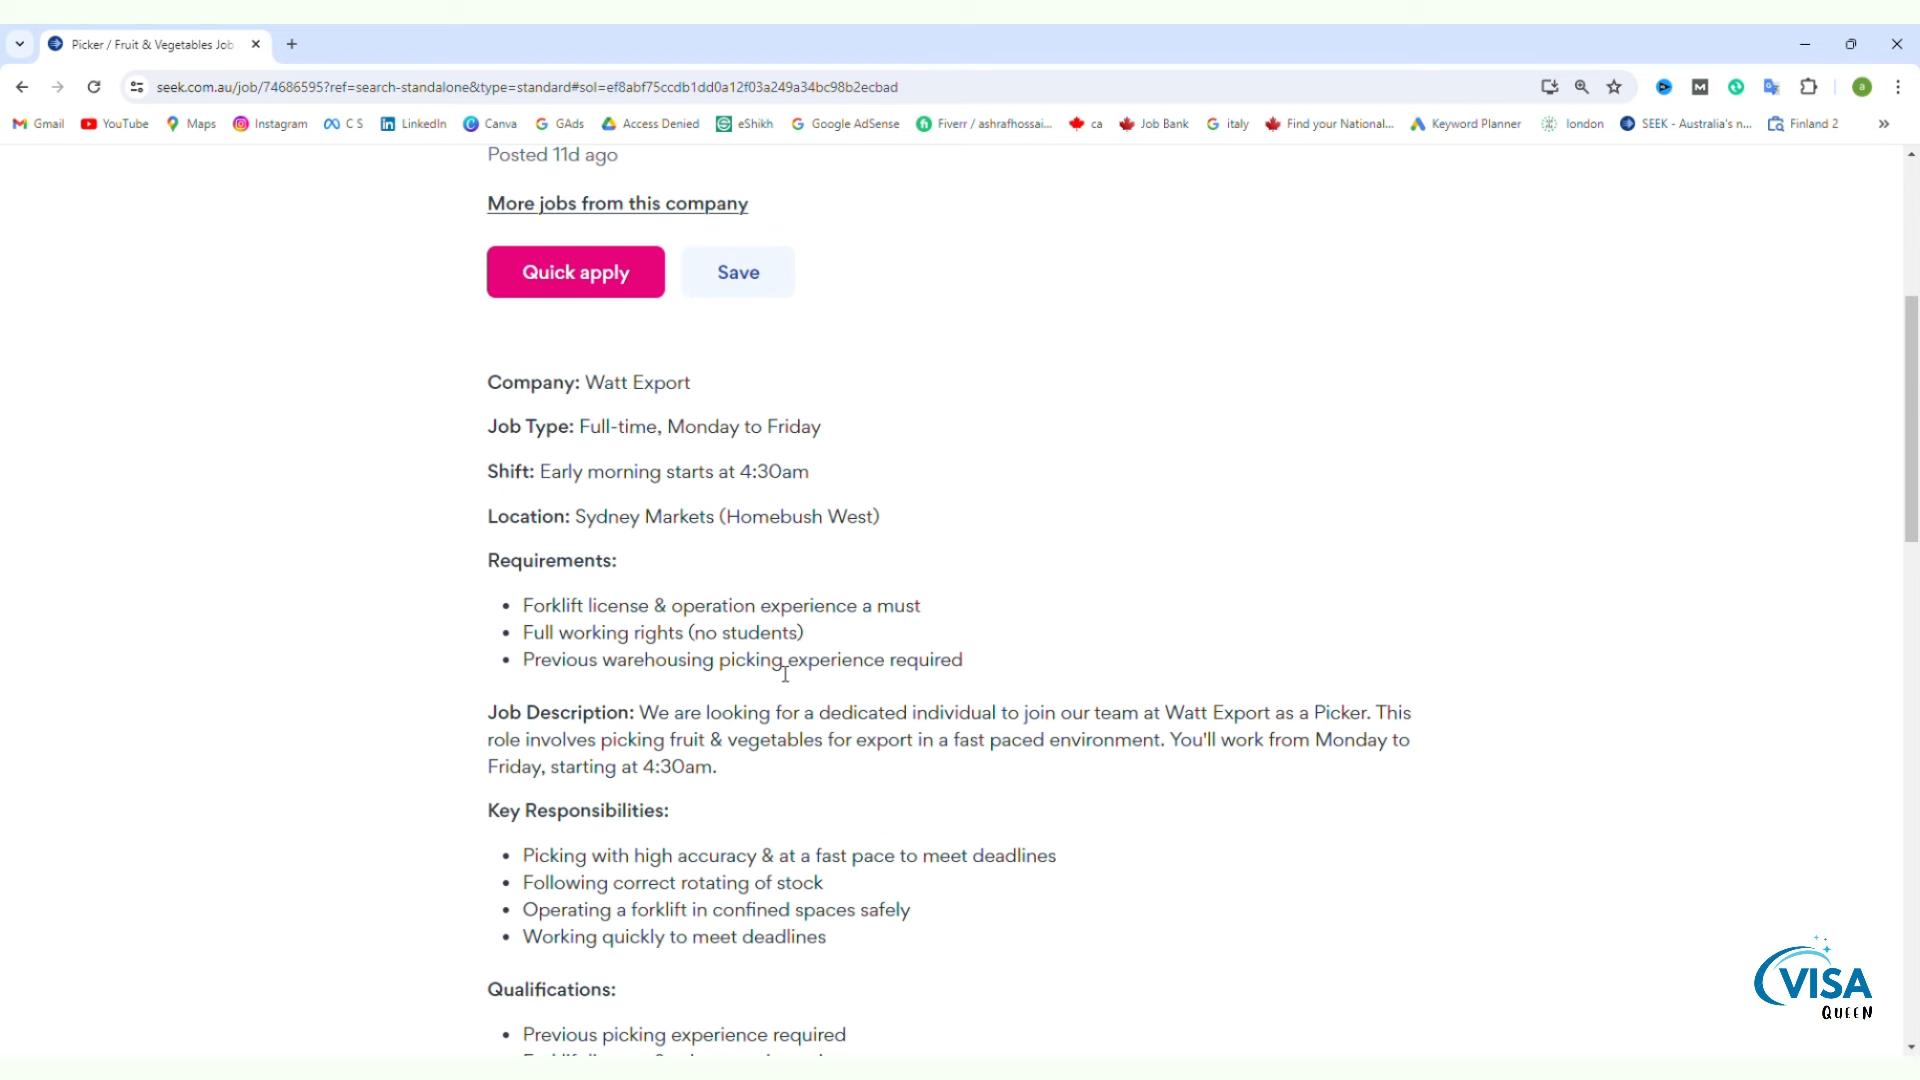 Picker / Fruit & Vegetables Job
seek.com.au/job/74686595?ref=search-standalone&type=standard#sol=ef8abf75ccdb1dd0a12f03a249a34bc98b2ecbad
a
Gmail YouTube Maps Instagram C S LinkedIn Canva GAds Access Denied eShikh Google AdSense Fiverr / ashrafhossai... ca Job Bank italy Find your National... Keyword Planner london SEEK - Australia's n... Finland 2 »
Posted 11d ago
More jobs from this company
Quick apply Save
Company: Watt Export
Job Type: Full-time, Monday to Friday
Shift: Early morning starts at 4:30am
Location: Sydney Markets (Homebush West)
Requirements:
• Forklift license & operation experience a must
• Full working rights (no students)
• Previous warehousing picking experience required
Job Description: We are looking for a dedicated individual to join our team at Watt Export as a Picker. This
role involves picking fruit & vegetables for export in a fast paced environment. You'll work from Monday to
Friday, starting at 4:30am.
Key Responsibilities:
• Picking with high accuracy & at a fast pace to meet deadlines
• Following correct rotating of stock
• Operating a forklift in confined spaces safely
• Working quickly to meet deadlines
Qualifications:
• Previous picking experience required
VISA
QUEEN